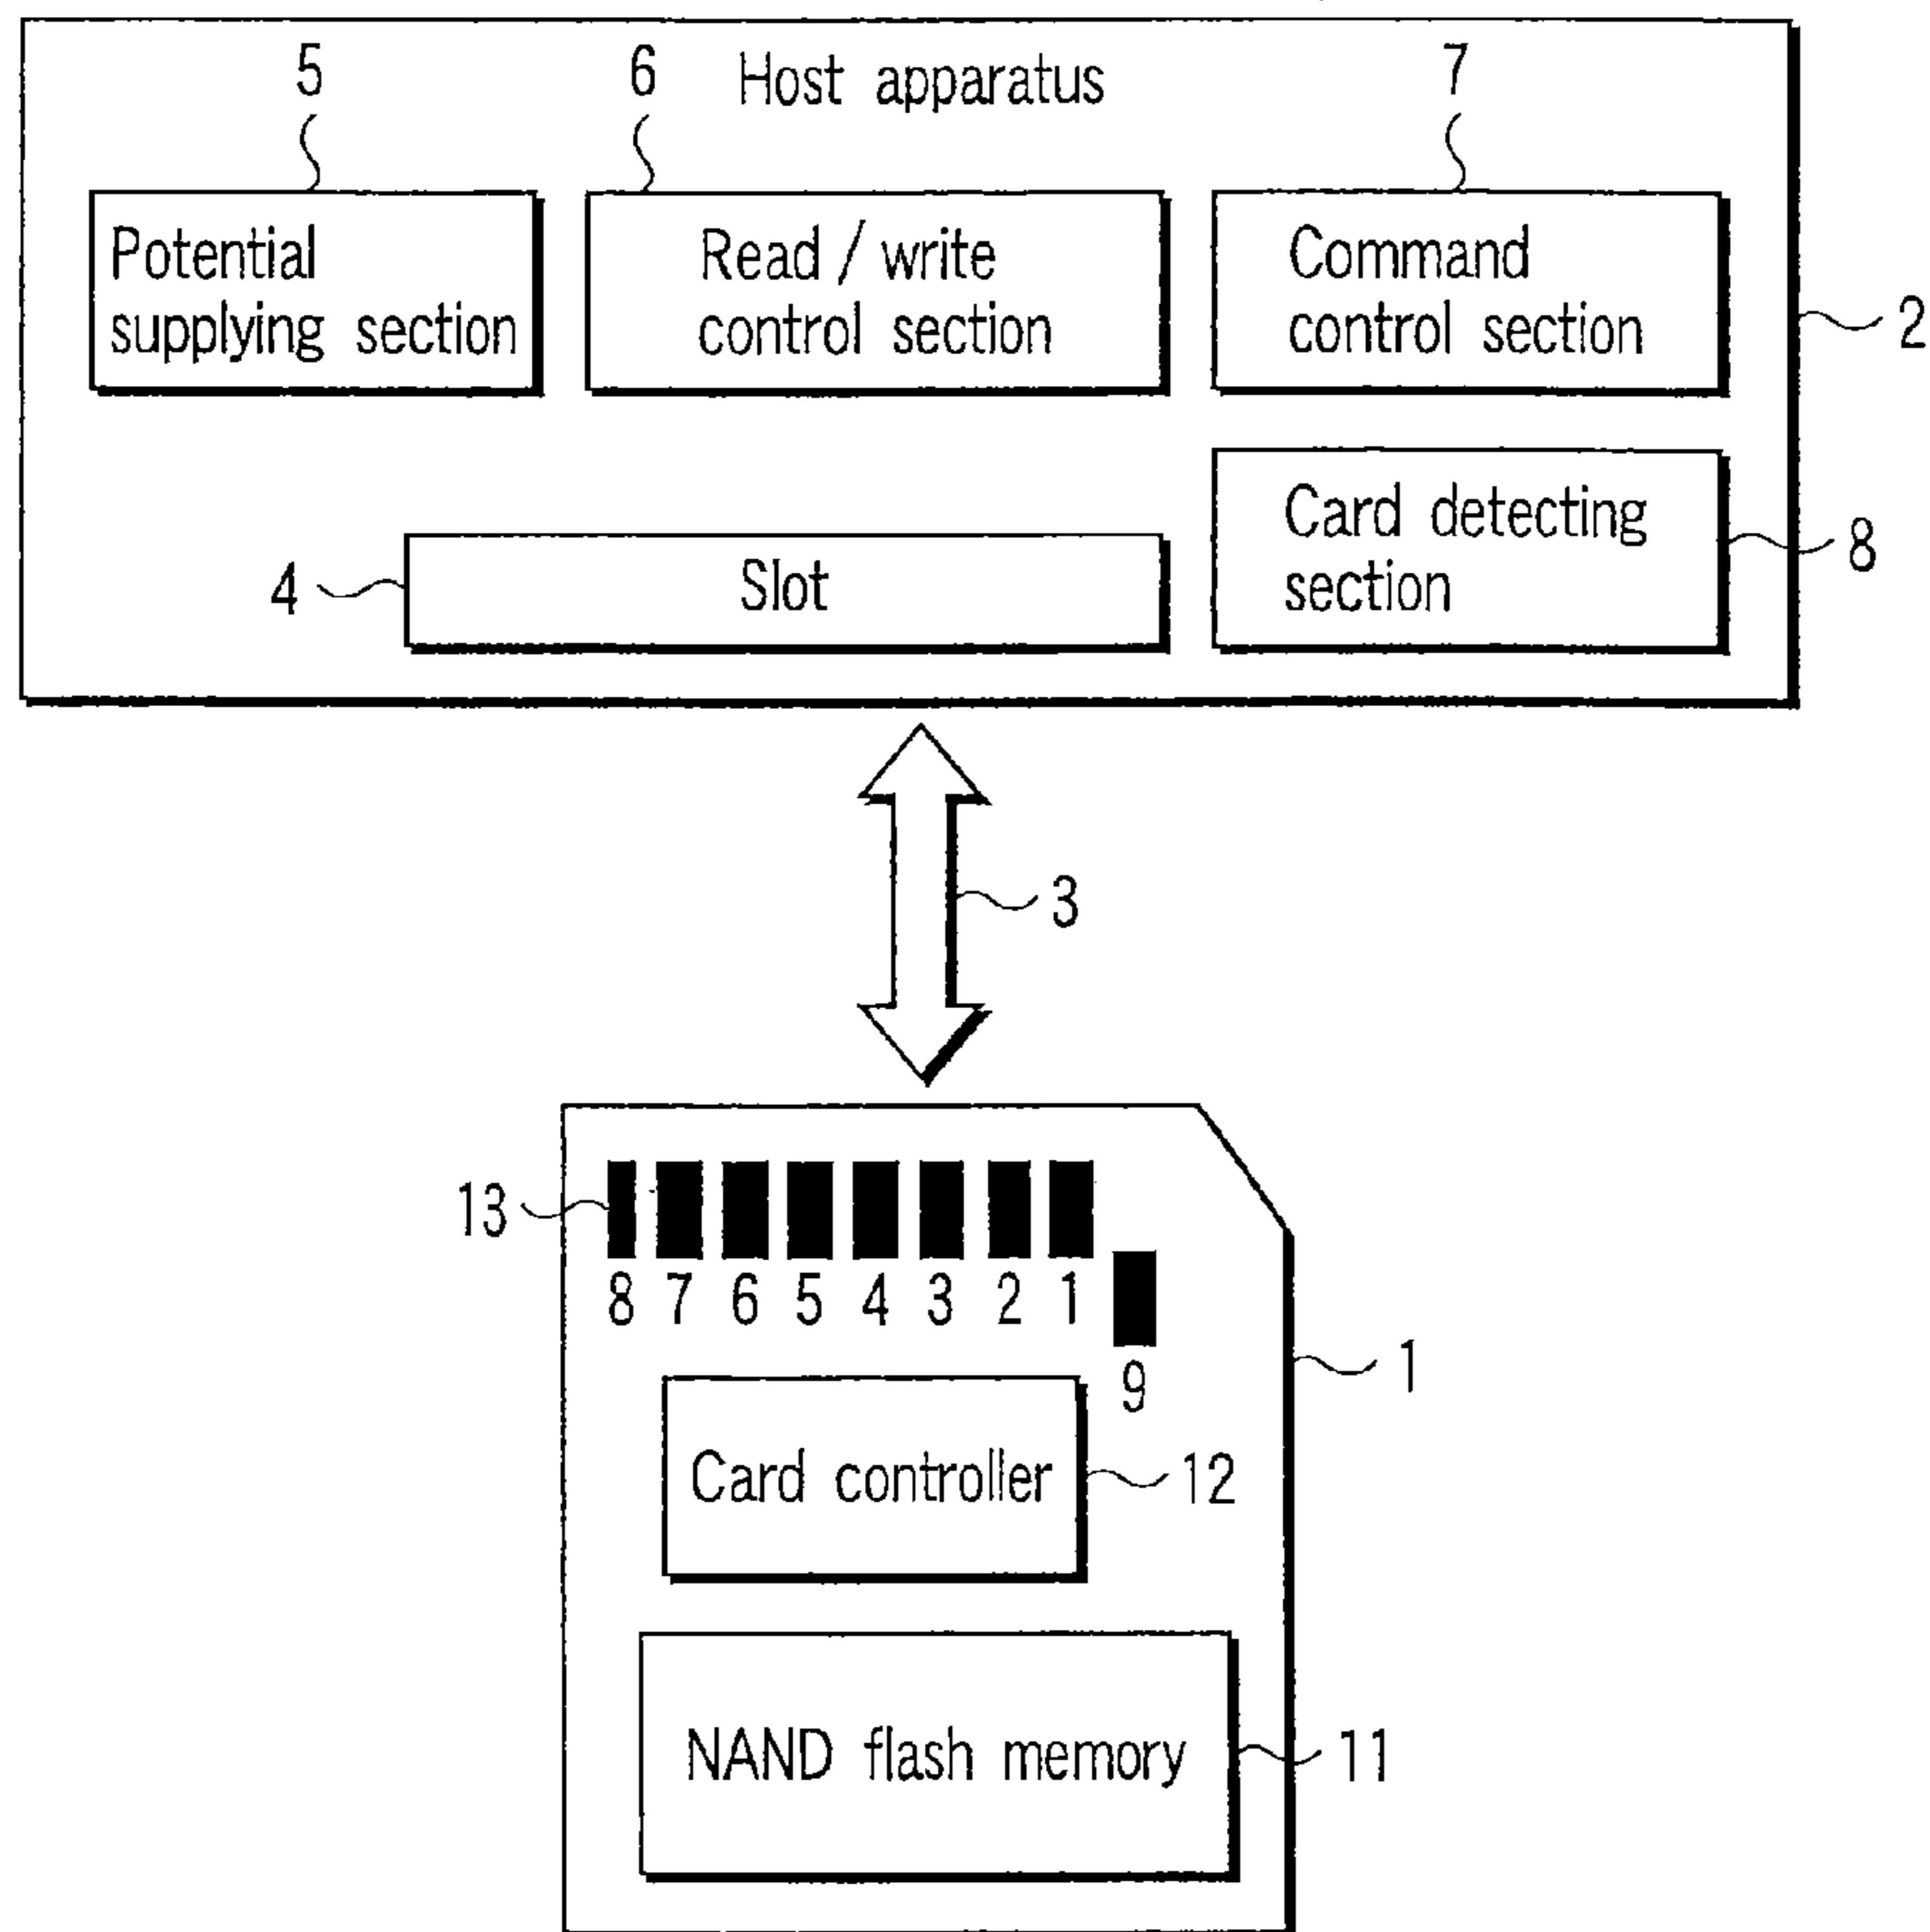 Host apparatus
5
6
7
Potential
supplying section
Read / write
control section
Command
control section
2
Card detecting
section
8
4
Slot
3
13
8 7 6 5 4 3 2 1
9
1
Card controller
12
NAND flash memory
11